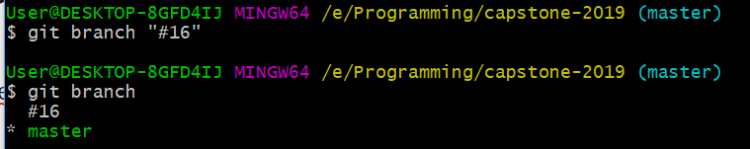 User@DESKTOP-8GFD4IJ MINGW64 /e/Programming/capstone-2019 (master)
$ git branch "#16"
User@DESKTOP-8GFD4IJ MINGW64 /e/Programming/capstone-2019 (master)
$ git branch
  #16
* master